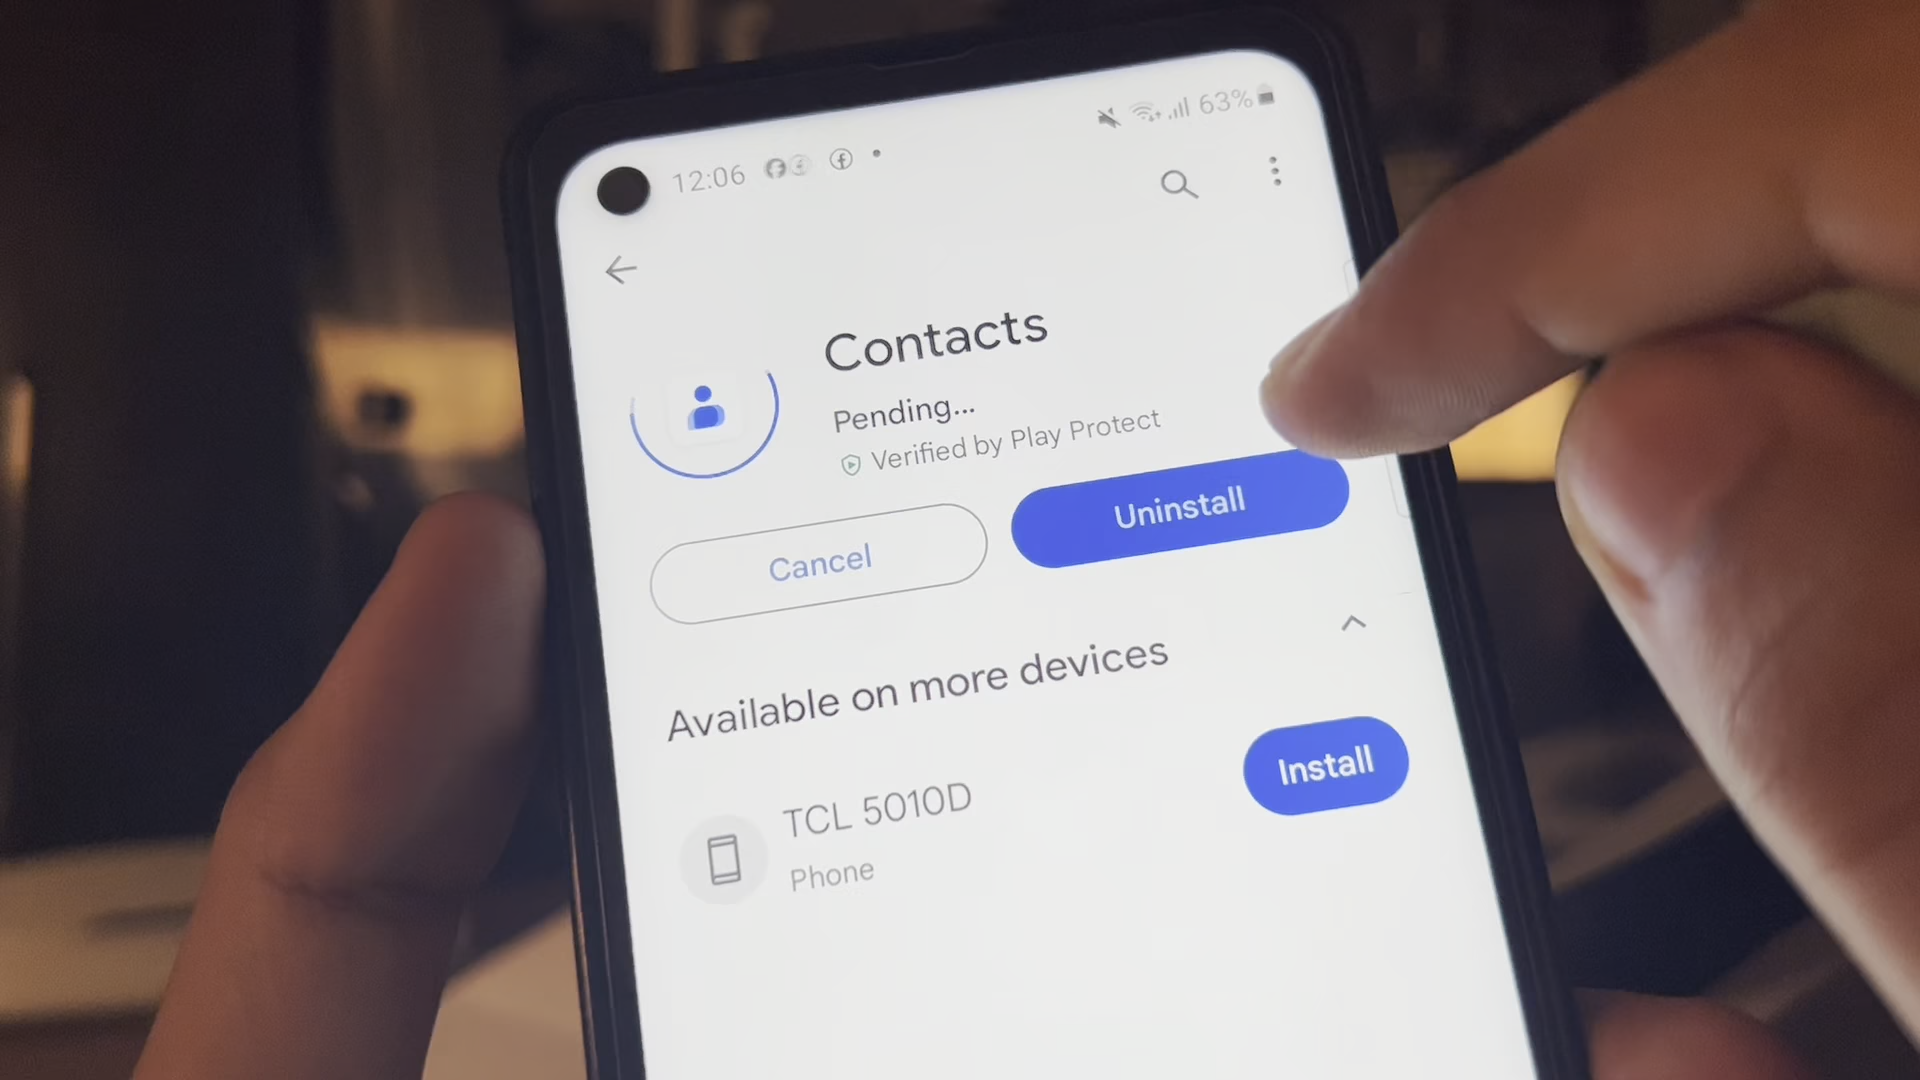 12:06
63%
Contacts
Pending...
Verified by Play Protect
Cancel
Uninstall
Available on more devices
TCL 5010D
Phone
Install